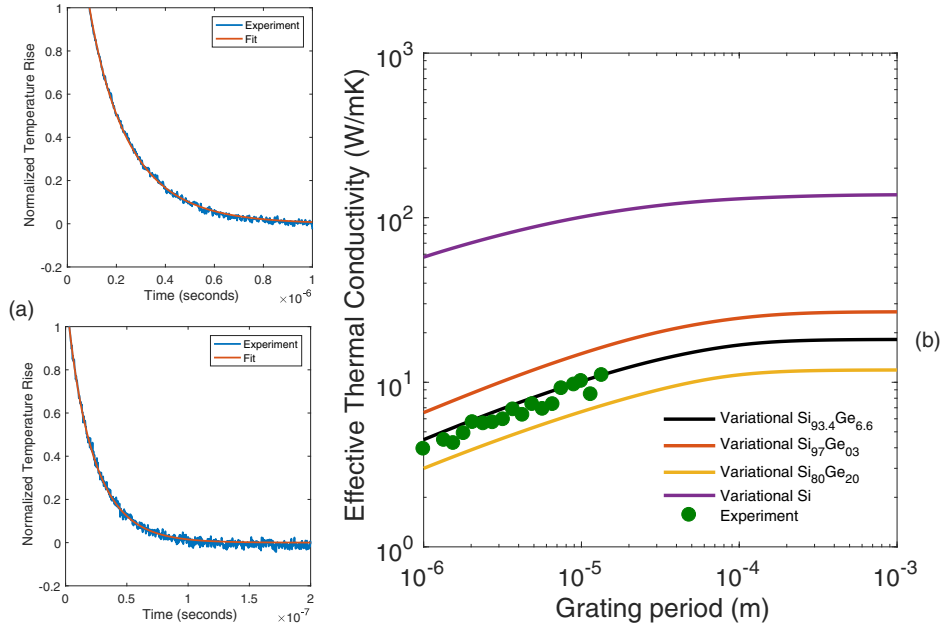 1
0.8
0.6
0.4
0.2
0
-0.2
Normalized Temperature Rise
Experiment
Fit
0
0.2
0.4
0.6
0.8
1
Time (seconds)
×10⁻⁶
(a)
1
0.8
0.6
0.4
0.2
0
-0.2
Norrmalized Temperature Rise
Experiment
Fit
0
0.5
1
1.5
2
Time (seconds)
×10⁻⁷
10³
10²
10¹
10⁰
Effective Thermal Conductivity (W/mK)
Variational Si₉₃.₄Ge₆.₆
Variational Si₉₇Ge₀₃
Variational Si₈₀Ge₂₀
Variational Si
Experiment
10⁻⁶
10⁻⁵
10⁻⁴
10⁻³
Grating period (m)
(b)